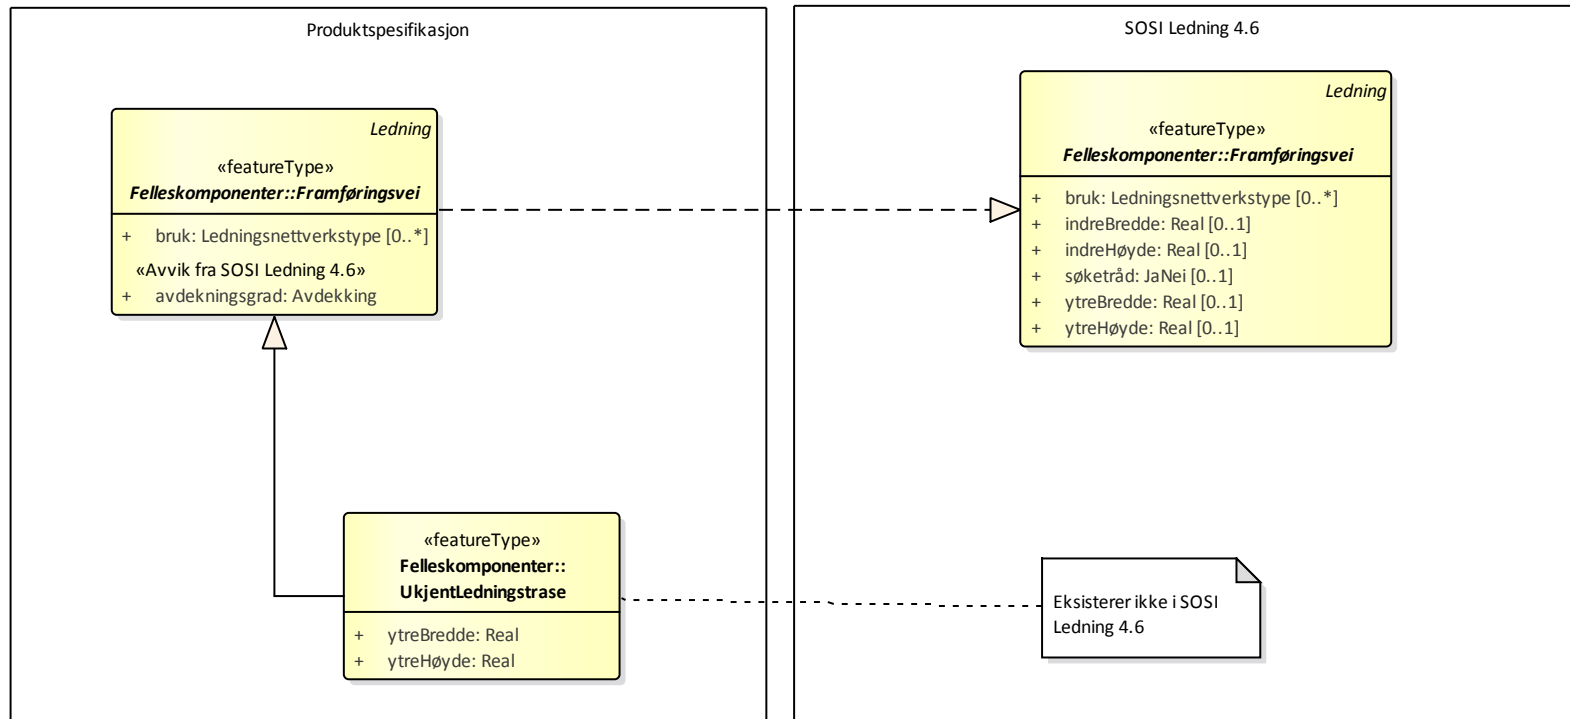 Produktspesifikasjon
Ledning
«featureType»
Felleskomponenter::Framføringsvei
+ bruk: Ledningsnettverkstype [0..*]
«Avvik fra SOSI Ledning 4.6»
+ avdekningsgrad: Avdekking
«featureType»
Felleskomponenter::
UkjentLedningstrase
+ ytreBredde: Real
+ ytreHøyde: Real
SOSI Ledning 4.6
Ledning
«featureType»
Felleskomponenter::Framføringsvei
+ bruk: Ledningsnettverkstype [0..*]
+ indreBredde: Real [0..1]
+ indreHøyde: Real [0..1]
+ søketråd: JaNei [0..1]
+ ytreBredde: Real [0..1]
+ ytreHøyde: Real [0..1]
Eksisterer ikke i SOSI
Ledning 4.6